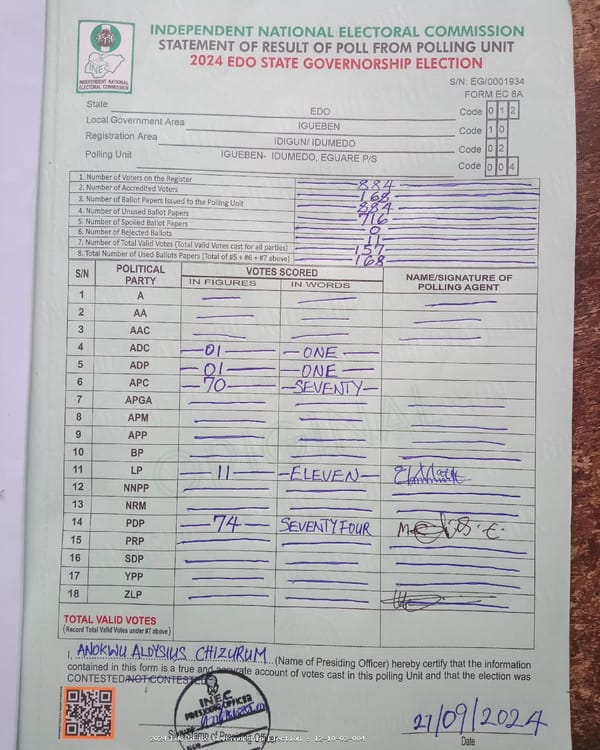 INDEPENDENT NATIONAL ELECTORAL COMMISSION
STATEMENT OF RESULT OF POLL FROM POLLING UNIT
2024 EDO STATE GOVERNORSHIP ELECTION
INEC
INDEPENDENT NATIONAL
ELECTORAL COMMISSION
S/N: EG/0001934
FORM EC 8A
State EDO Code 0 1 2
Local Government Area IGUEBEN Code 1 0
Registration Area IDIGUN/ IDUMEDO Code 0 2
Polling Unit IGUEBEN- IDUMEDO, EGUARE P/S Code 0 0 4
1. Number of Voters on the Register 884
2. Number of Accredited Voters 168
3. Number of Ballot Papers Issued to the Polling Unit 884
4. Number of Unused Ballot Papers 716
5. Number of Spoiled Ballot Papers 0
6. Number of Rejected Ballots 11
7. Number of Total Valid Votes (Total Valid Votes cast for all parties) 157
8. Total Number of Used Ballots Papers (Total of #5 + #6 + #7 above) 168
S/N POLITICAL PARTY VOTES SCORED NAME/SIGNATURE OF POLLING AGENT
IN FIGURES IN WORDS
1 A
2 AA
3 AAC
4 ADC 01 ONE
5 ADP 01 ONE
6 APC 70 SEVENTY
7 APGA
8 APM
9 APP
10 BP
11 LP 11 ELEVEN
12 NNPP
13 NRM
14 PDP 74 SEVENTY FOUR
15 PRP
16 SDP
17 YPP
18 ZLP
TOTAL VALID VOTES
(Record Total Valid Votes under #7 above)
I, ANOKWU ALOYSIUS CHIZURUM (Name of Presiding Officer) hereby certify that the information
contained in this form is a true and accurate account of votes cast in this polling Unit and that the election was
CONTESTED/NOT CONTESTED
INEC
PRESIDING OFFICER
21/09/2024
Date